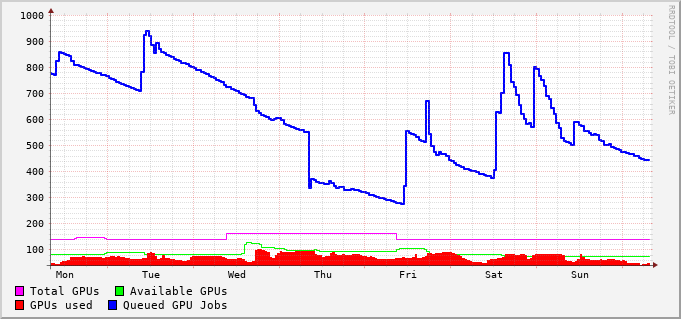 1000
900
800
700
600
500
400
300
200
100
Mon Tue Wed Thu Fri Sat Sun
RRDTOOL / TOBI OETIKER
Total GPUs Available GPUs
GPUs used Queued GPU Jobs